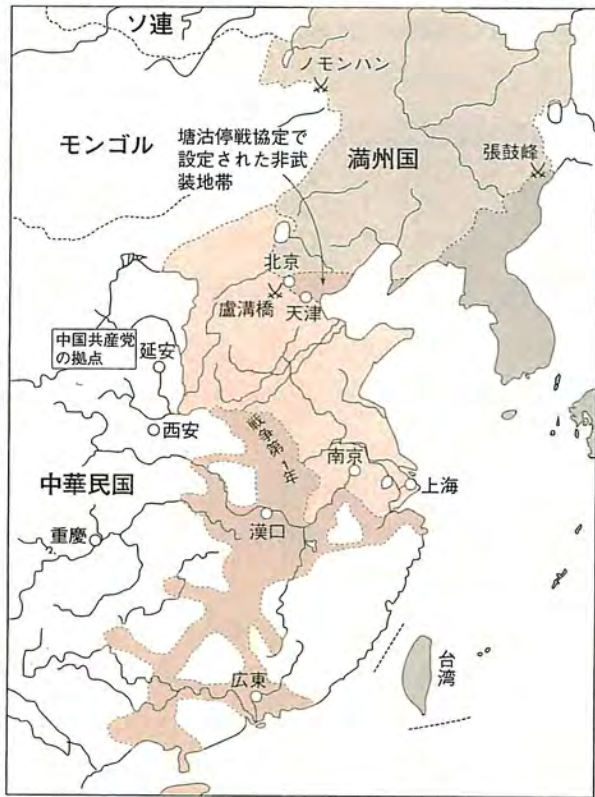 ソ連
ノモンハン
モンゴル
塘沽停戦協定で
設定された非武
装地帯
満州国
張鼓峰
北京
盧溝橋
天津
中国共産党
の拠点
延安
西安
戦争第1年
南京
上海
中華民国
漢口
重慶
広東
台湾